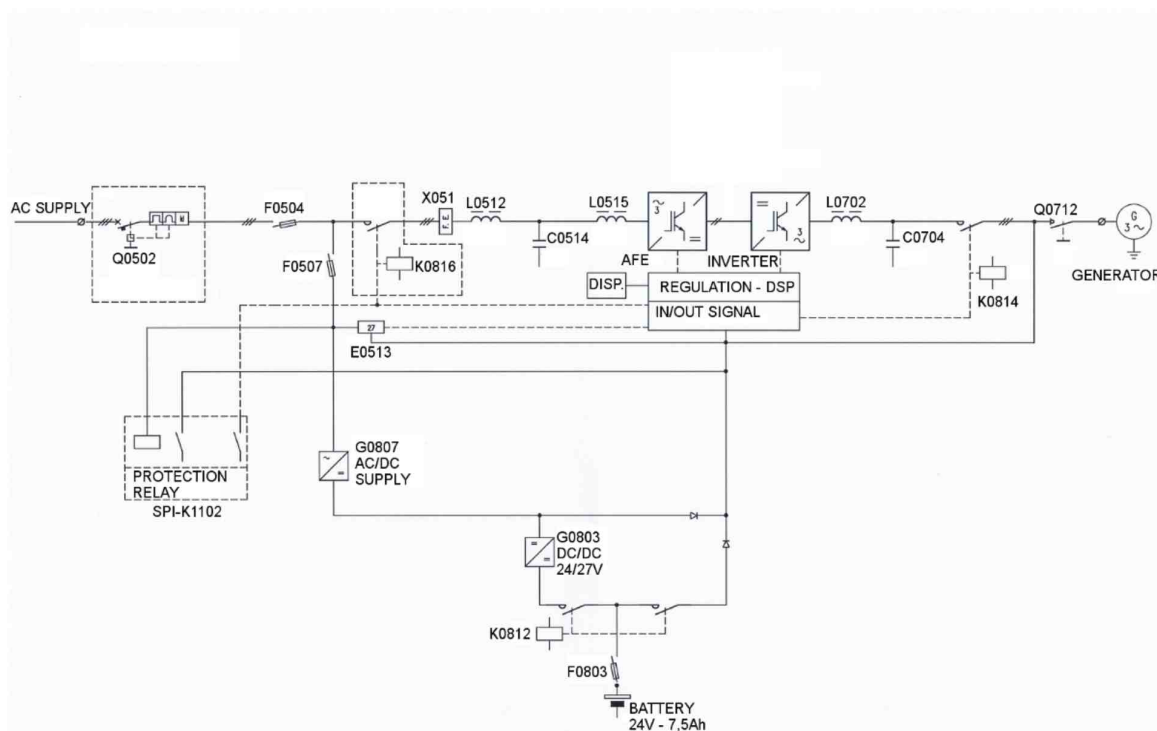 AC SUPPLY
Q0502
F0504
F0507
K0816
X051
F.E.
L0512
C0514
L0515
3
AFE
3
INVERTER
L0702
C0704
K0814
Q0712
G
3
GENERATOR
DISP.
REGULATION - DSP
IN/OUT SIGNAL
27
E0513
PROTECTION
RELAY
SPI-K1102
G0807
AC/DC
SUPPLY
G0803
DC/DC
24/27V
K0812
F0803
BATTERY
24V - 7,5Ah